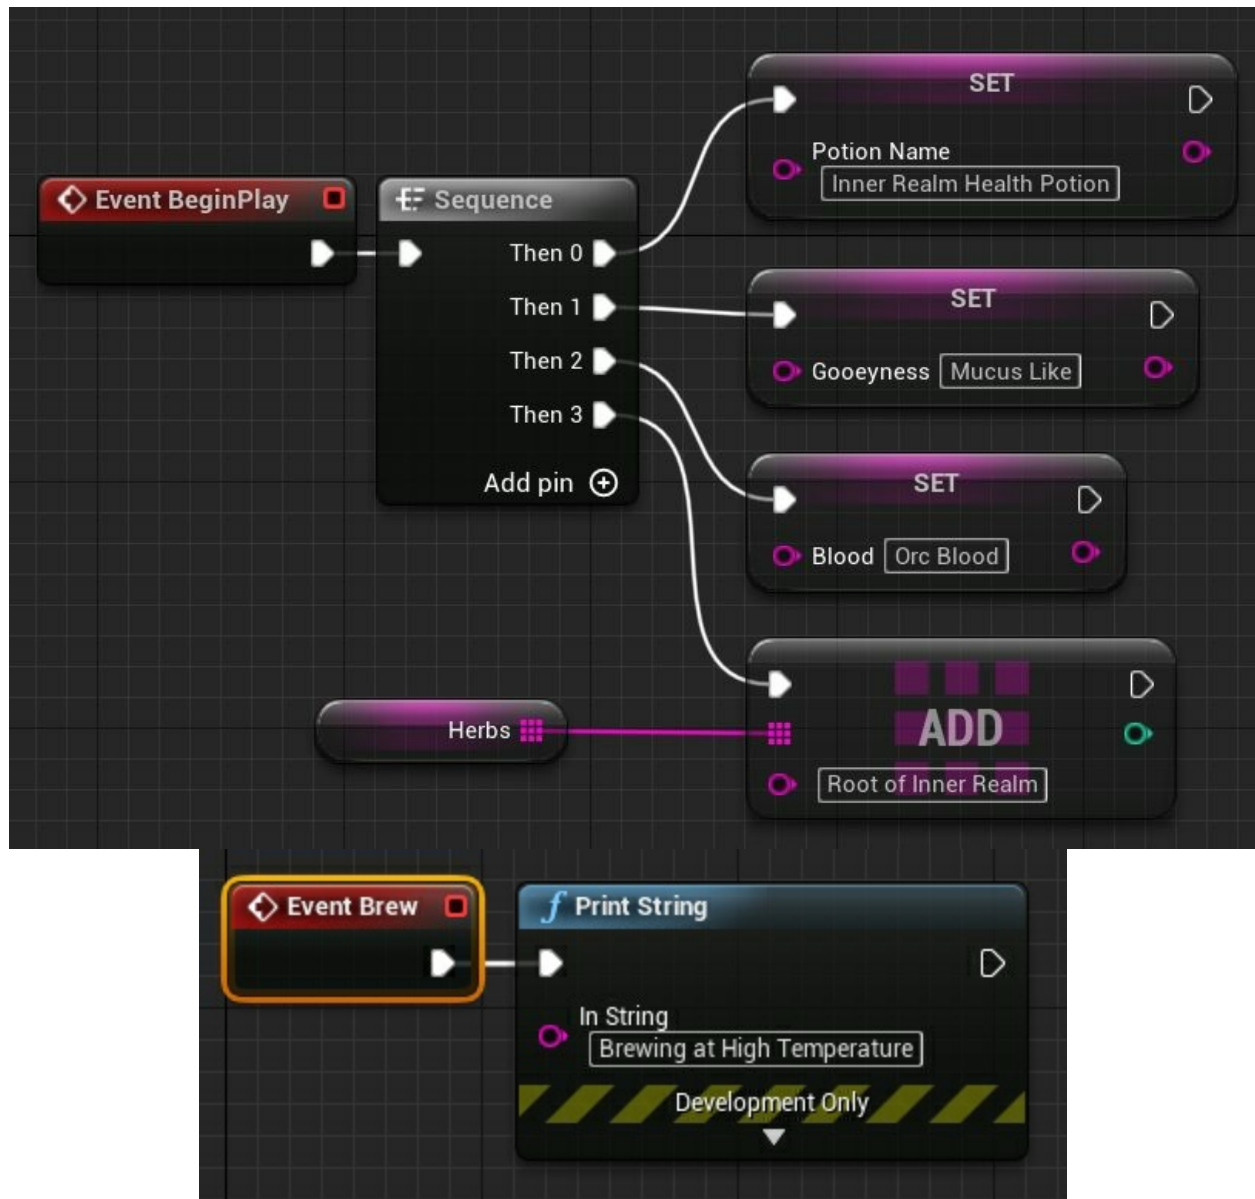 Event BeginPlay
Sequence
Then 0
Then 1
Then 2
Then 3
Add pin
SET
Potion Name
Inner Realm Health Potion
SET
Gooeyness Mucus Like
SET
Blood Orc Blood
Herbs
ADD
Root of Inner Realm
Event Brew
f Print String
In String
Brewing at High Temperature
Development Only